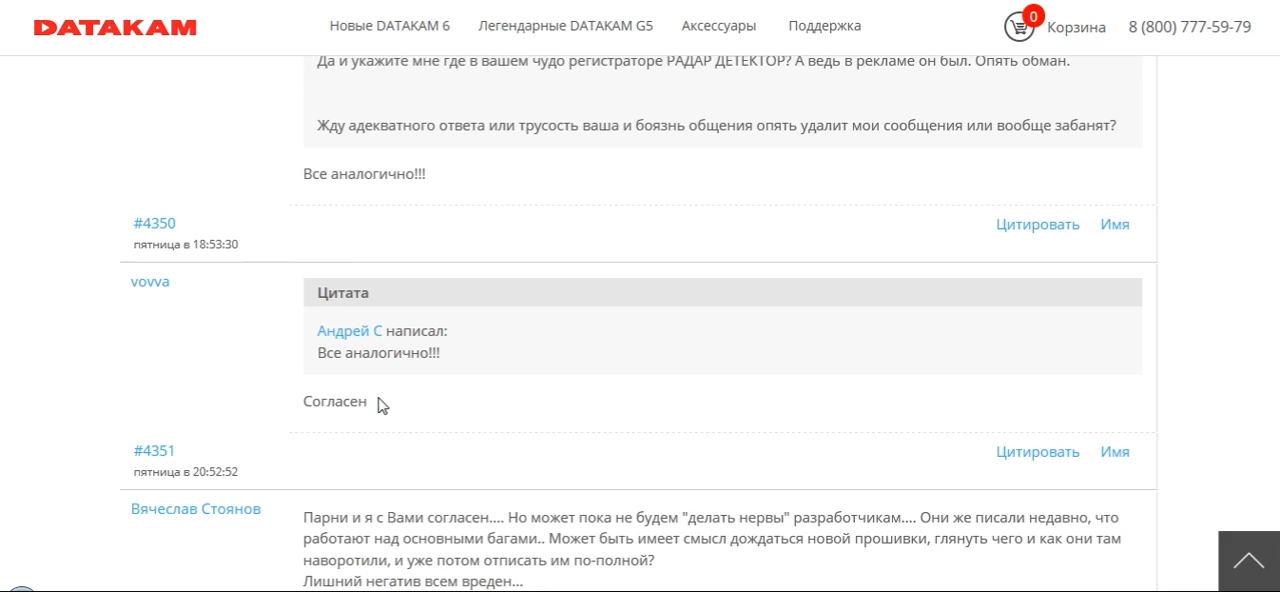 DATAKAM
Новые DATAKAM 6
Легендарные DATAKAM G5
Аксессуары
Поддержка
0
Корзина
8 (800) 777-59-79
Да и укажите мне где в вашем чудо регистраторе РАДАР ДЕТЕКТОР? А ведь в рекламе он был. Опять обман.
Жду адекватного ответа или трусость ваша и боязнь общения опять удалит мои сообщения или вообще забанят?
Все аналогично!!!
#4350
Цитировать
Имя
пятница в 18:53:30
vovva
Цитата
Андрей С написал:
Все аналогично!!!
Согласен
#4351
Цитировать
Имя
пятница в 20:52:52
Вячеслав Стоянов
Парни и я с Вами согласен.... Но может пока не будем "делать нервы" разработчикам.... Они же писали недавно, что
работают над основными багами.. Может быть имеет смысл дождаться новой прошивки, глянуть чего и как они там
наворотили, и уже потом отписать им по-полной?
Лишний негатив всем вреден...